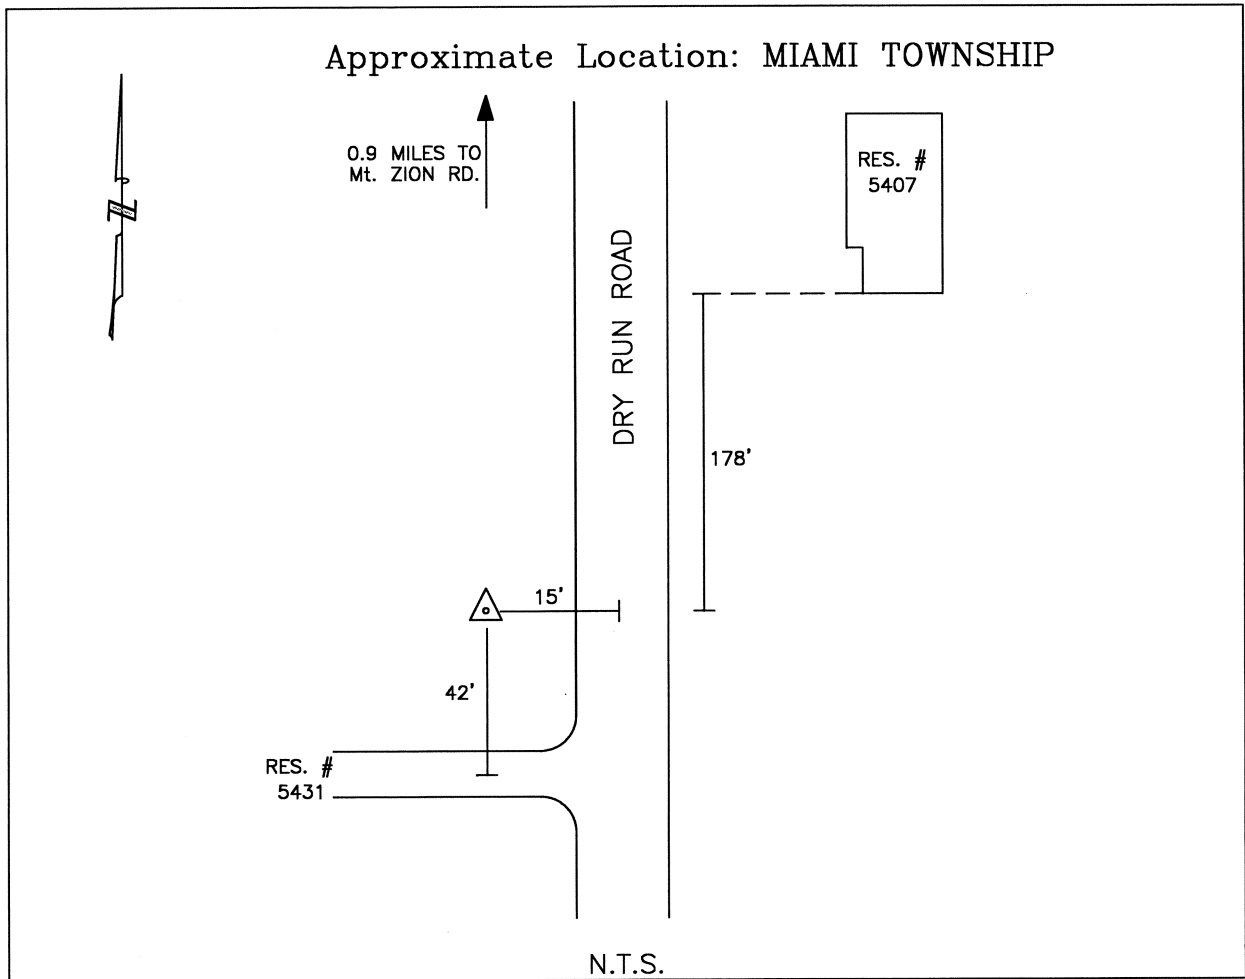 Approximate Location: MIAMI TOWNSHIP
0.9 MILES TO
Mt. ZION RD.
RES. #
5407
N
DRY RUN ROAD
178'
15'
42'
RES. #
5431
N.T.S.